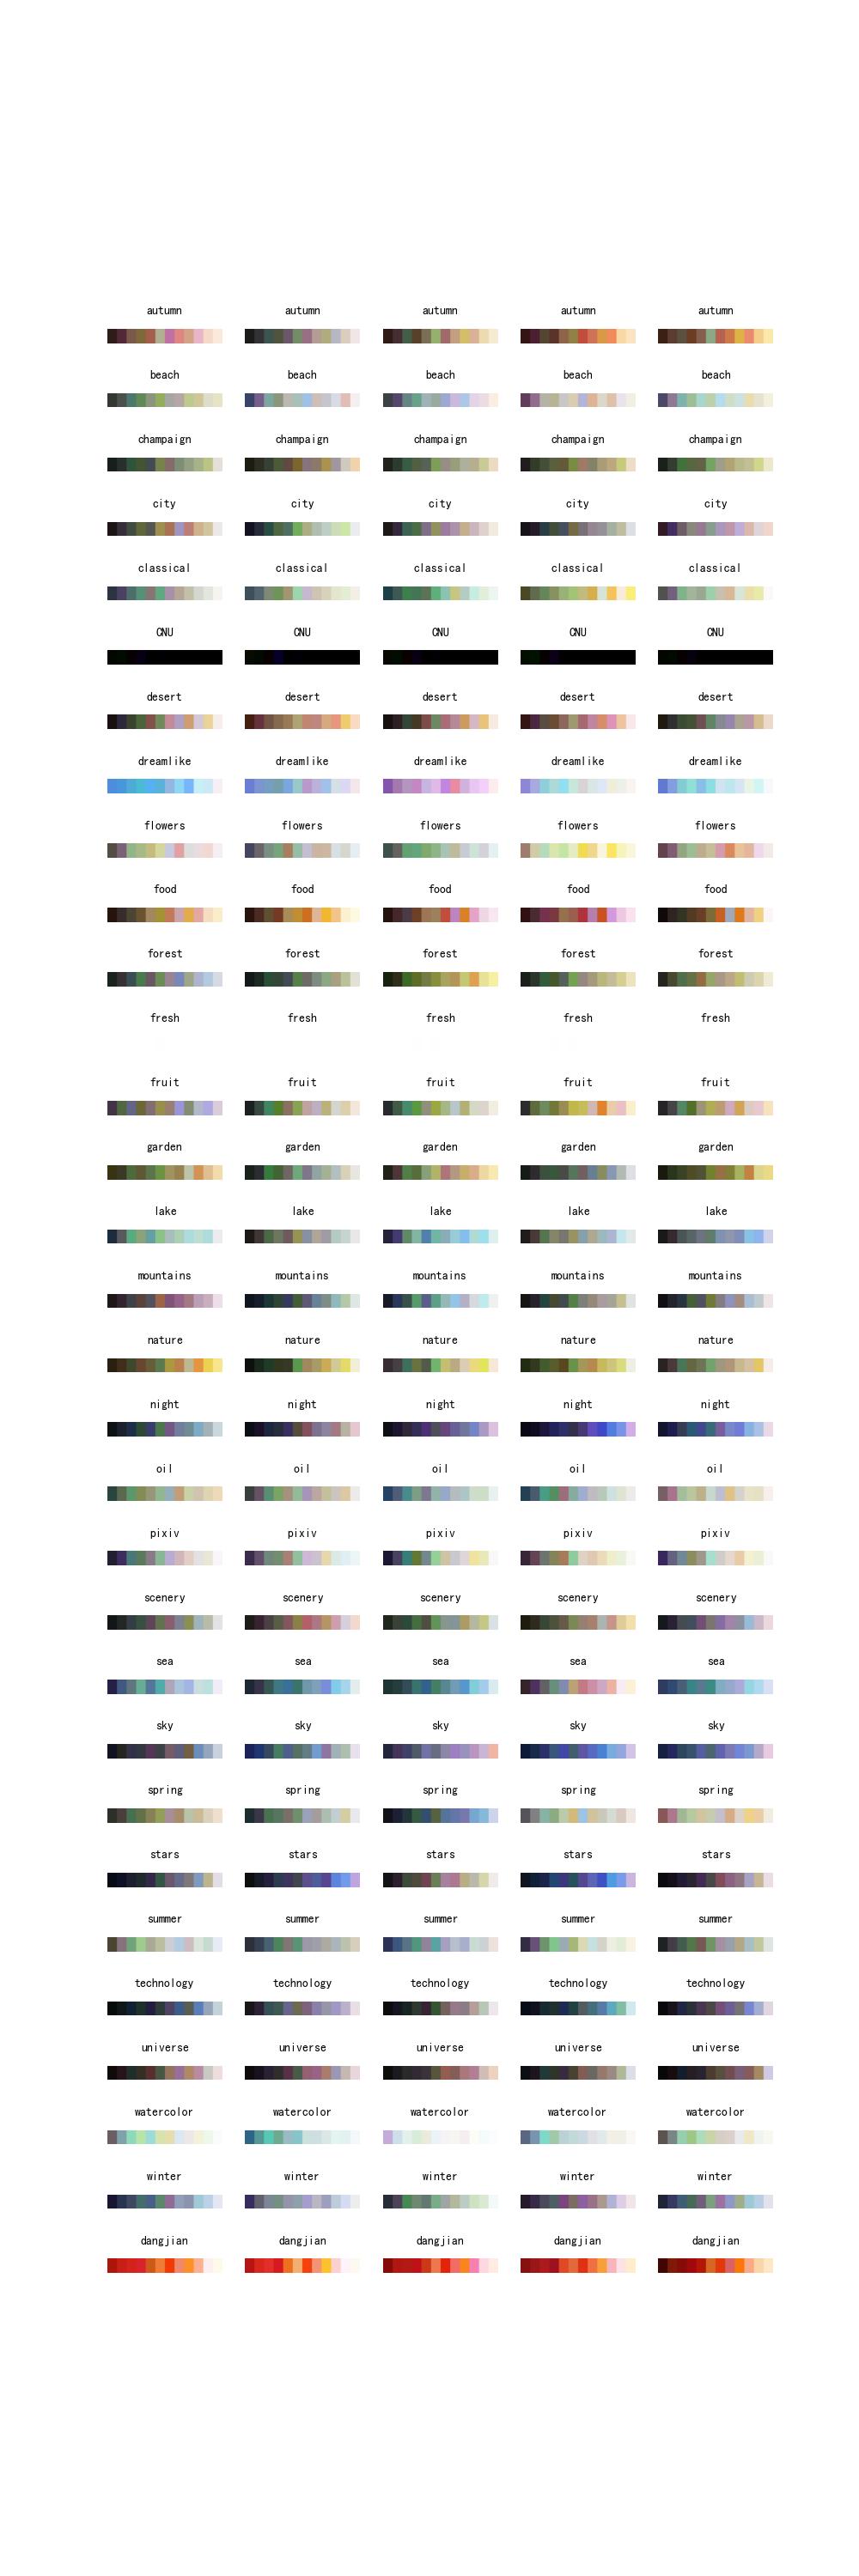 autumn autumn autumn autumn autumn
beach beach beach beach beach
champaign champaign champaign champaign champaign
city city city city city
classical classical classical classical classical
CNU CNU CNU CNU CNU
desert desert desert desert desert
dreamlike dreamlike dreamlike dreamlike dreamlike
flowers flowers flowers flowers flowers
food food food food food
forest forest forest forest forest
fresh fresh fresh fresh fresh
fruit fruit fruit fruit fruit
garden garden garden garden garden
lake lake lake lake lake
mountains mountains mountains mountains mountains
nature nature nature nature nature
night night night night night
oil oil oil oil oil
pixiv pixiv pixiv pixiv pixiv
scenery scenery scenery scenery scenery
sea sea sea sea sea
sky sky sky sky sky
spring spring spring spring spring
stars stars stars stars stars
summer summer summer summer summer
technology technology technology technology technology
universe universe universe universe universe
watercolor watercolor watercolor watercolor watercolor
winter winter winter winter winter
dangjian dangjian dangjian dangjian dangjian